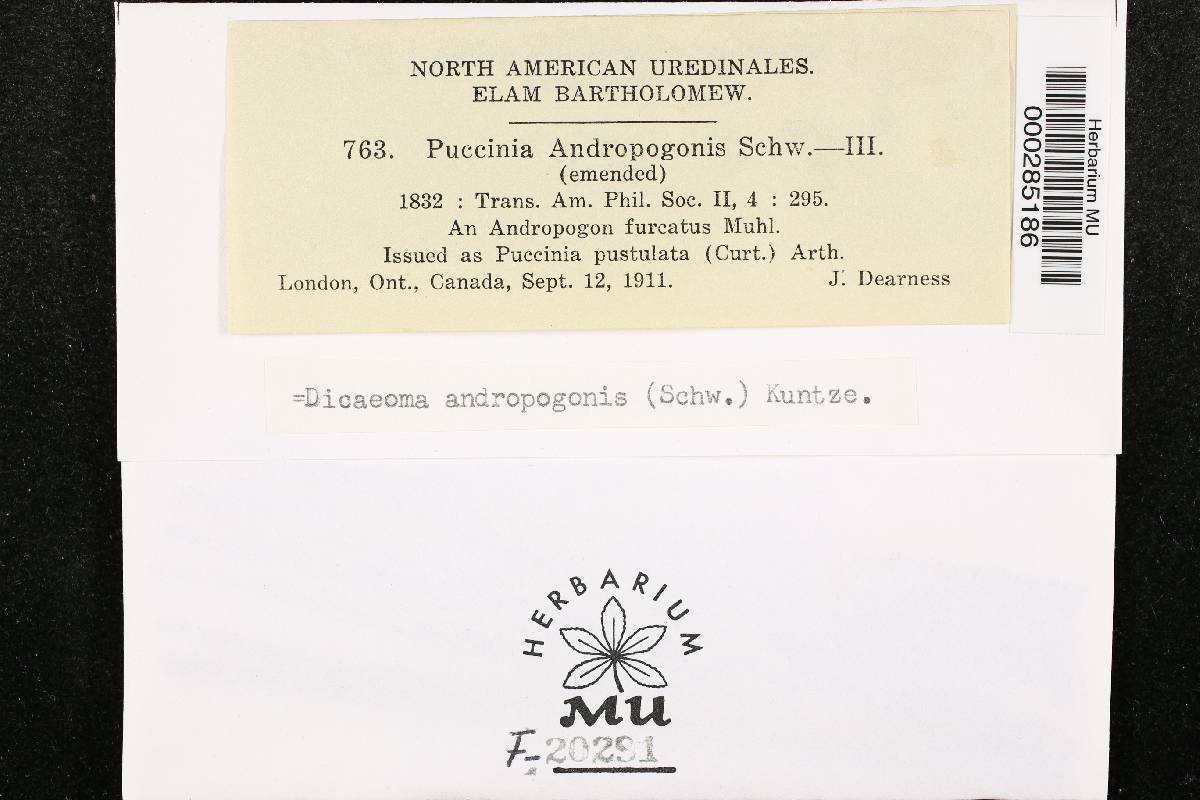 NORTH AMERICAN UREDINALES.
ELAM BARTHOLOMEW.
763. Puccinia Andropogonis Schw.—III.
(emended)
1832 : Trans. Am. Phil. Soc. II, 4 : 295.
An Andropogon furcatus Muhl.
Issued as Puccinia pustulata (Curt.) Arth.
London, Ont., Canada, Sept. 12, 1911. J. Dearness
Herbarium MU
000285186
=Dicaeoma andropogonis (Schw.) Kuntze.
HERBARIUM
MU
F-20291